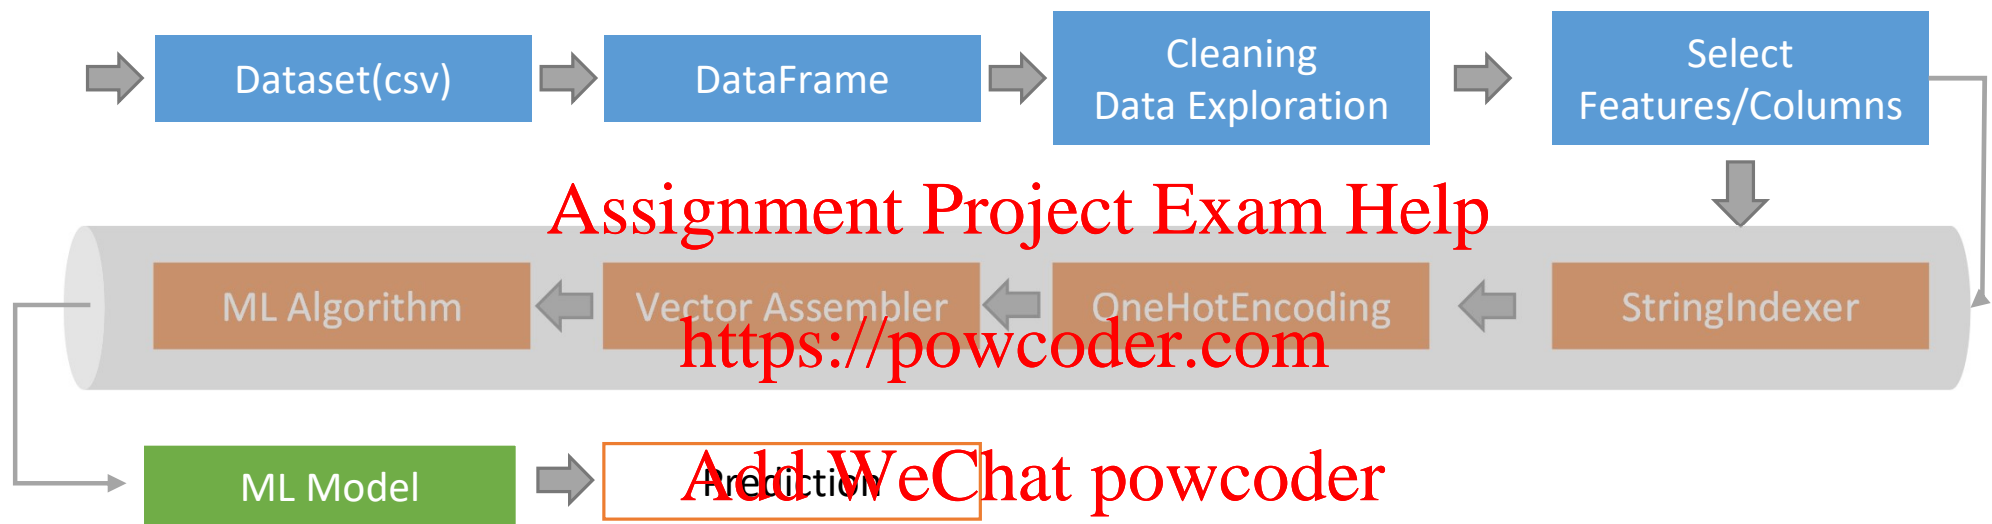 Dataset(csv)
DataFrame
Cleaning
Data Exploration
Select
Features/Columns
Assignment Project Exam Help
ML Algorithm
Vector Assembler
OneHotEncoding
StringIndexer
https://powcoder.com
ML Model
Prediction
Add WeChat powcoder